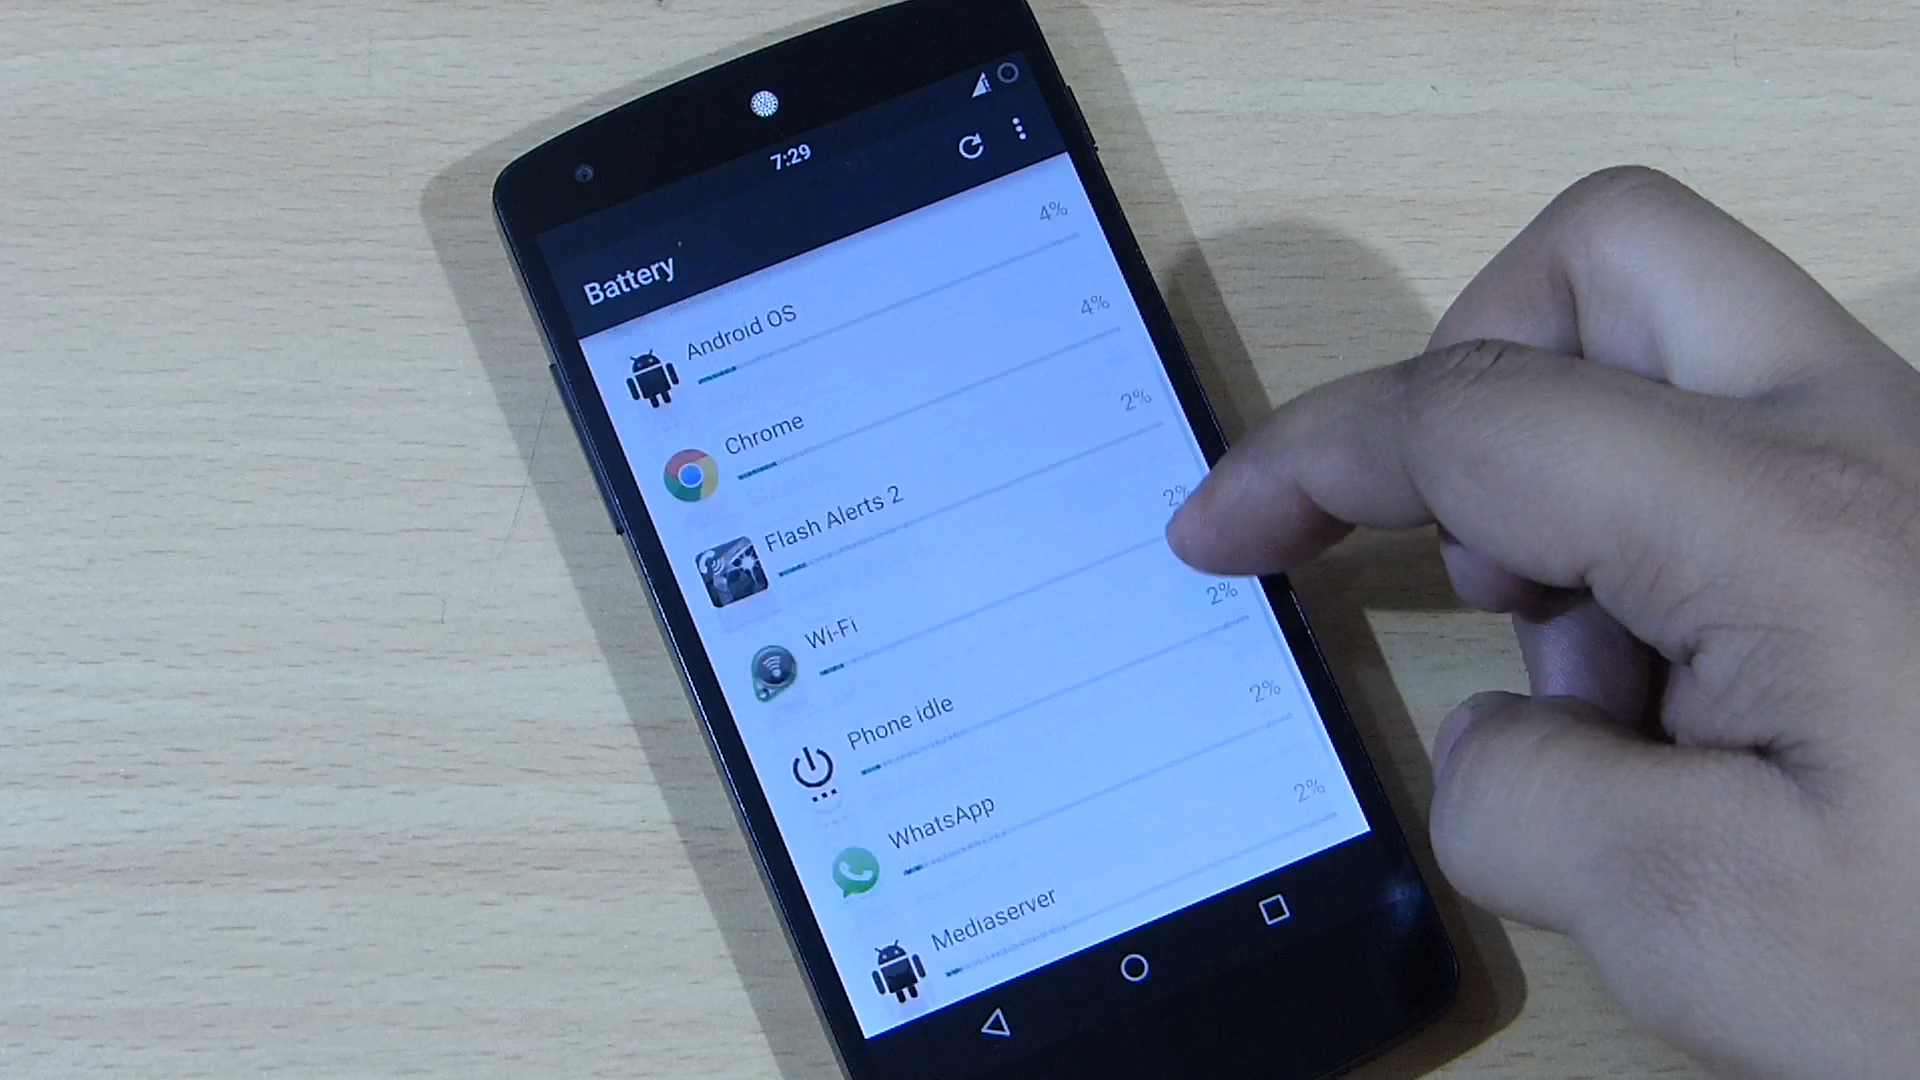 7:29
Battery
Android OS 4%
Chrome 4%
Flash Alerts 2 2%
Wi-Fi 2%
Phone idle 2%
WhatsApp 2%
Mediaserver 2%